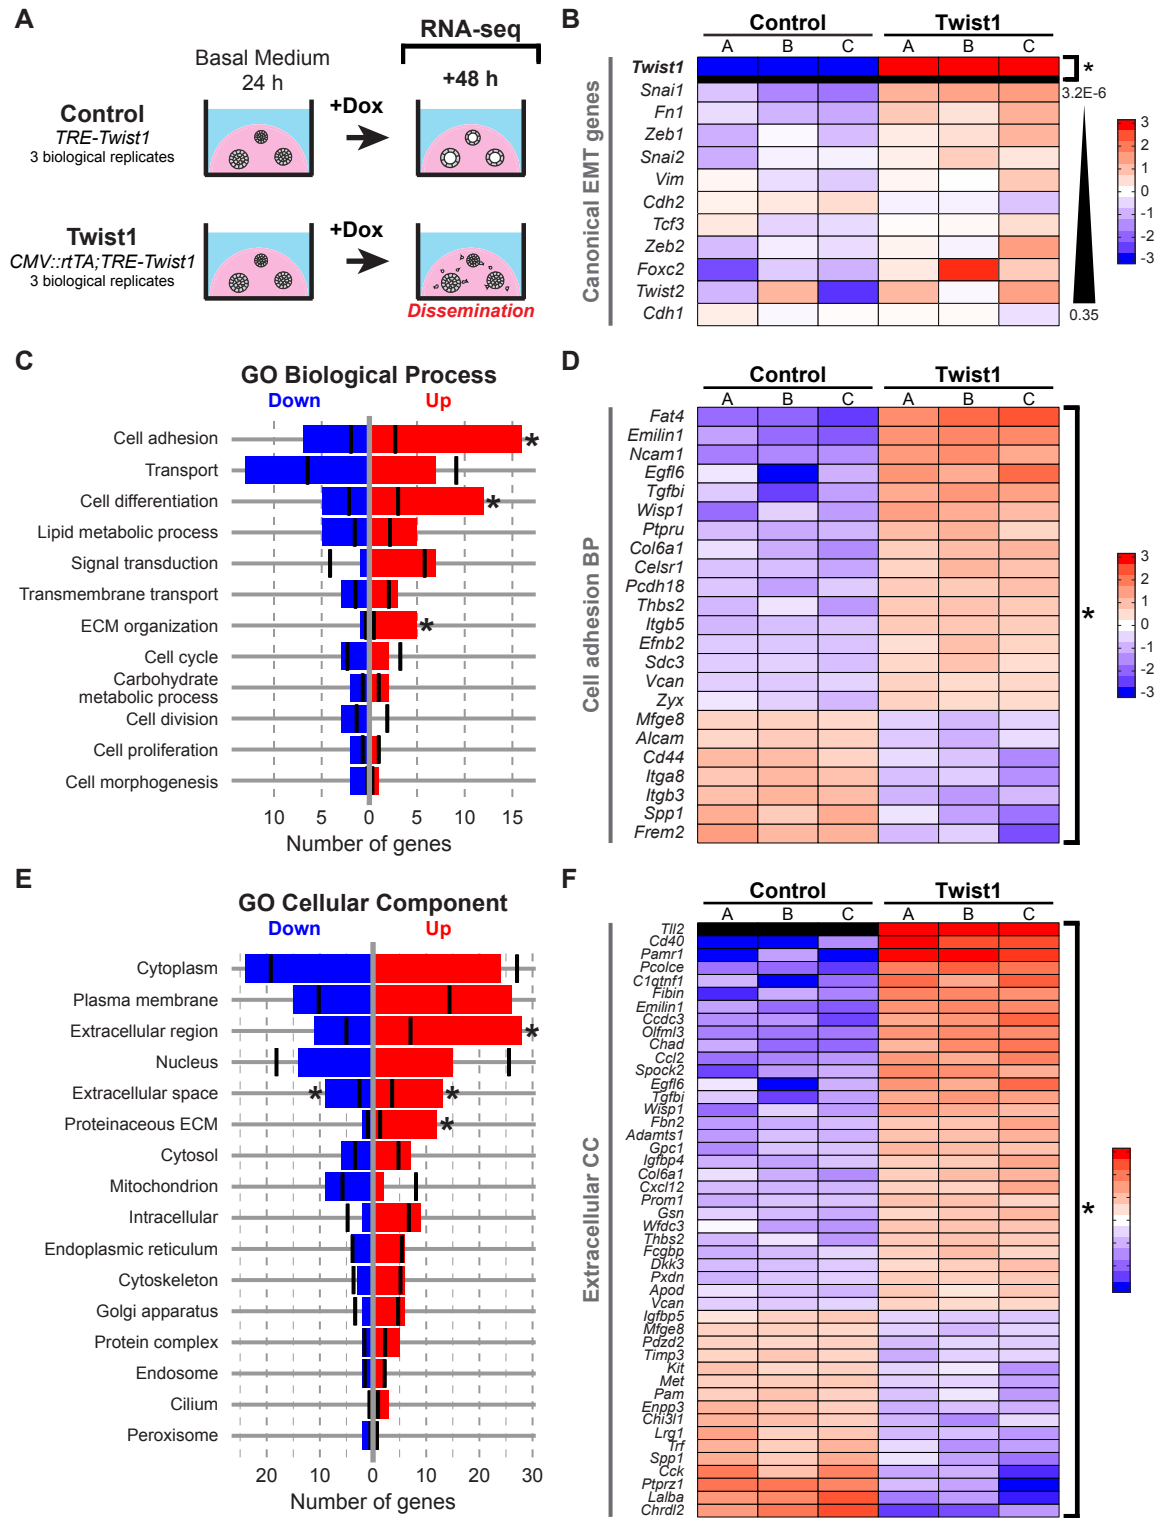 A
RNA-seq
Basal Medium
24 h
+48 h
Control
TRE-Twist1
3 biological replicates
+Dox
Twist1
CMV::rtTA;TRE-Twist1
3 biological replicates
+Dox
Dissemination
B
Control
Twist1
A B C A B C
Canonical EMT genes
Twist1
*
Snai1
3.2E-6
Fn1
Zeb1
Snai2
Vim
Cdh2
Tcf3
Zeb2
Foxc2
Twist2
Cdh1
0.35
3
2
1
0
-1
-2
-3
C
GO Biological Process
Down Up
Cell adhesion
*
Transport
Cell differentiation
*
Lipid metabolic process
Signal transduction
Transmembrane transport
ECM organization
*
Cell cycle
Carbohydrate
metabolic process
Cell division
Cell proliferation
Cell morphogenesis
10 5 0 5 10 15
Number of genes
D
Control
Twist1
A B C A B C
Cell adhesion BP
Fat4
Emilin1
Ncam1
Egfl6
Tgfbi
Wisp1
Ptpru
Col6a1
Celsr1
Pcdh18
Thbs2
Itgb5
Efnb2
Sdc3
Vcan
Zyx
Mfge8
Alcam
Cd44
Itga8
Itgb3
Spp1
Frem2
*
3
2
1
0
-1
-2
-3
E
GO Cellular Component
Down Up
Cytoplasm
Plasma membrane
Extracellular region
*
Nucleus
Extracellular space
* *
Proteinaceous ECM
*
Cytosol
Mitochondrion
Intracellular
Endoplasmic reticulum
Cytoskeleton
Golgi apparatus
Protein complex
Endosome
Cilium
Peroxisome
20 10 0 10 20 30
Number of genes
F
Control
Twist1
A B C A B C
Extracellular CC
Tll2
Cd40
Pamr1
Pcolce
C1qtnf1
Fibin
Emilin1
Ccdc3
Olfml3
Chad
Ccl2
Spock2
Egfl6
Tgfbi
Wisp1
Fbn2
Adamts1
Gpc1
Igfbp4
Col6a1
Cxcl12
Prom1
Gsn
Wfdc3
Thbs2
Fcgbp
Dkk3
Pxdn
Apod
Vcan
Igfbp5
Mfge8
Pdzd2
Timp3
Kit
Met
Pam
Enpp3
Chi3l1
Lrg1
Trf
Spp1
Cck
Ptprz1
Lalba
Chrdl2
*